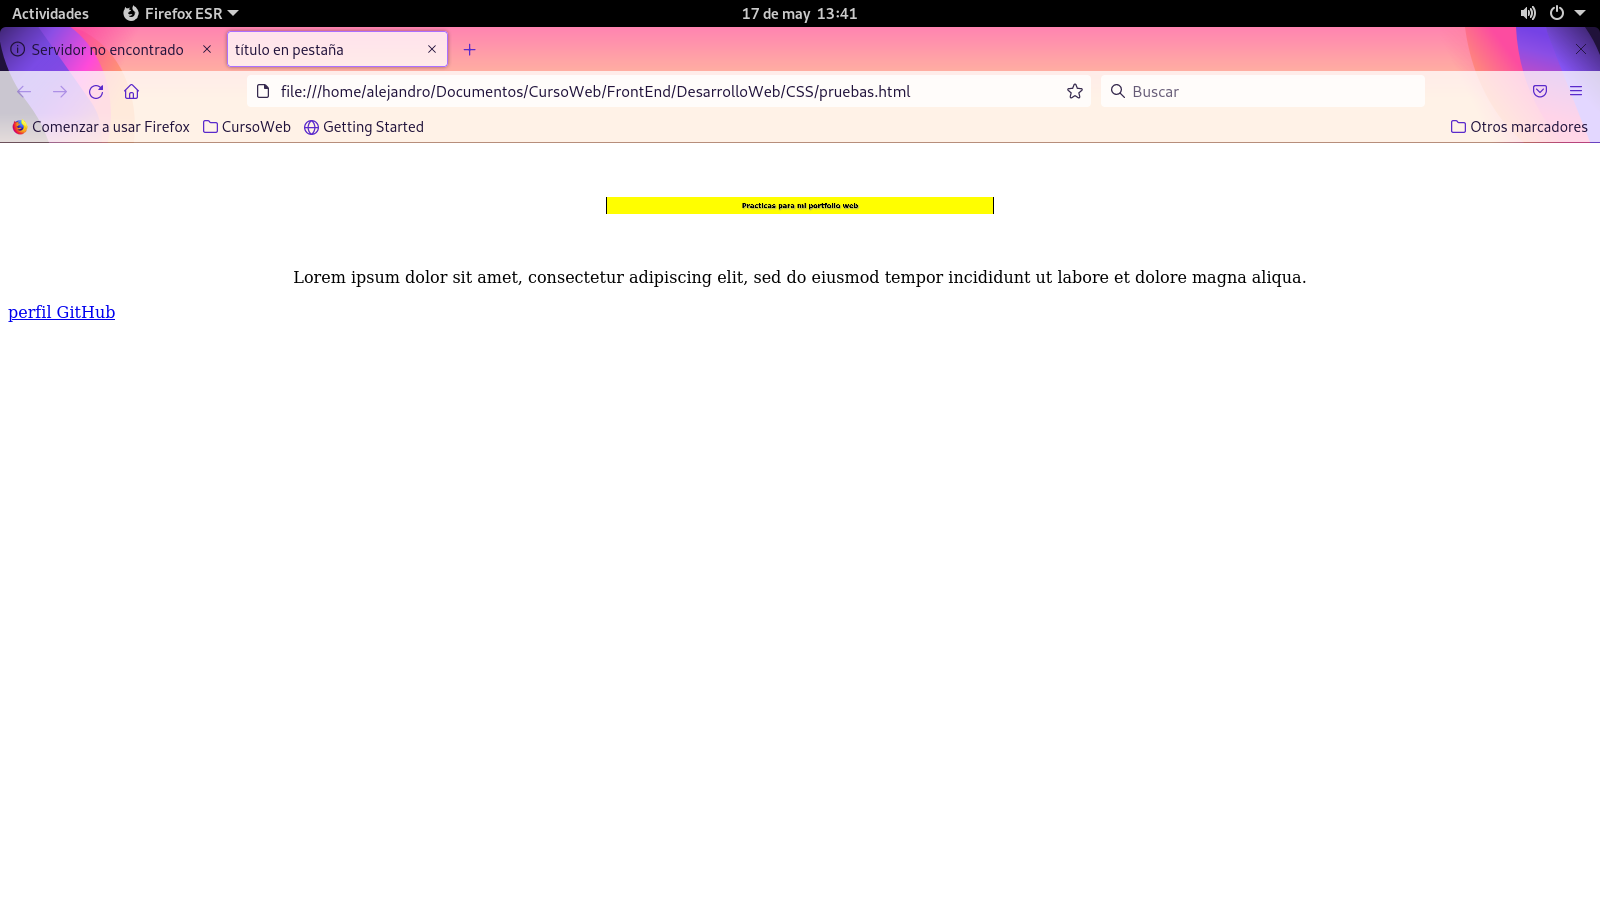 Actividades Firefox ESR 17 de may 13:41
Servidor no encontrado título en pestaña
file:///home/alejandro/Documentos/CursoWeb/FrontEnd/DesarrolloWeb/CSS/pruebas.html Buscar
Comenzar a usar Firefox CursoWeb Getting Started Otros marcadores
Practicas para mi portfolio web
Lorem ipsum dolor sit amet, consectetur adipiscing elit, sed do eiusmod tempor incididunt ut labore et dolore magna aliqua.
perfil GitHub